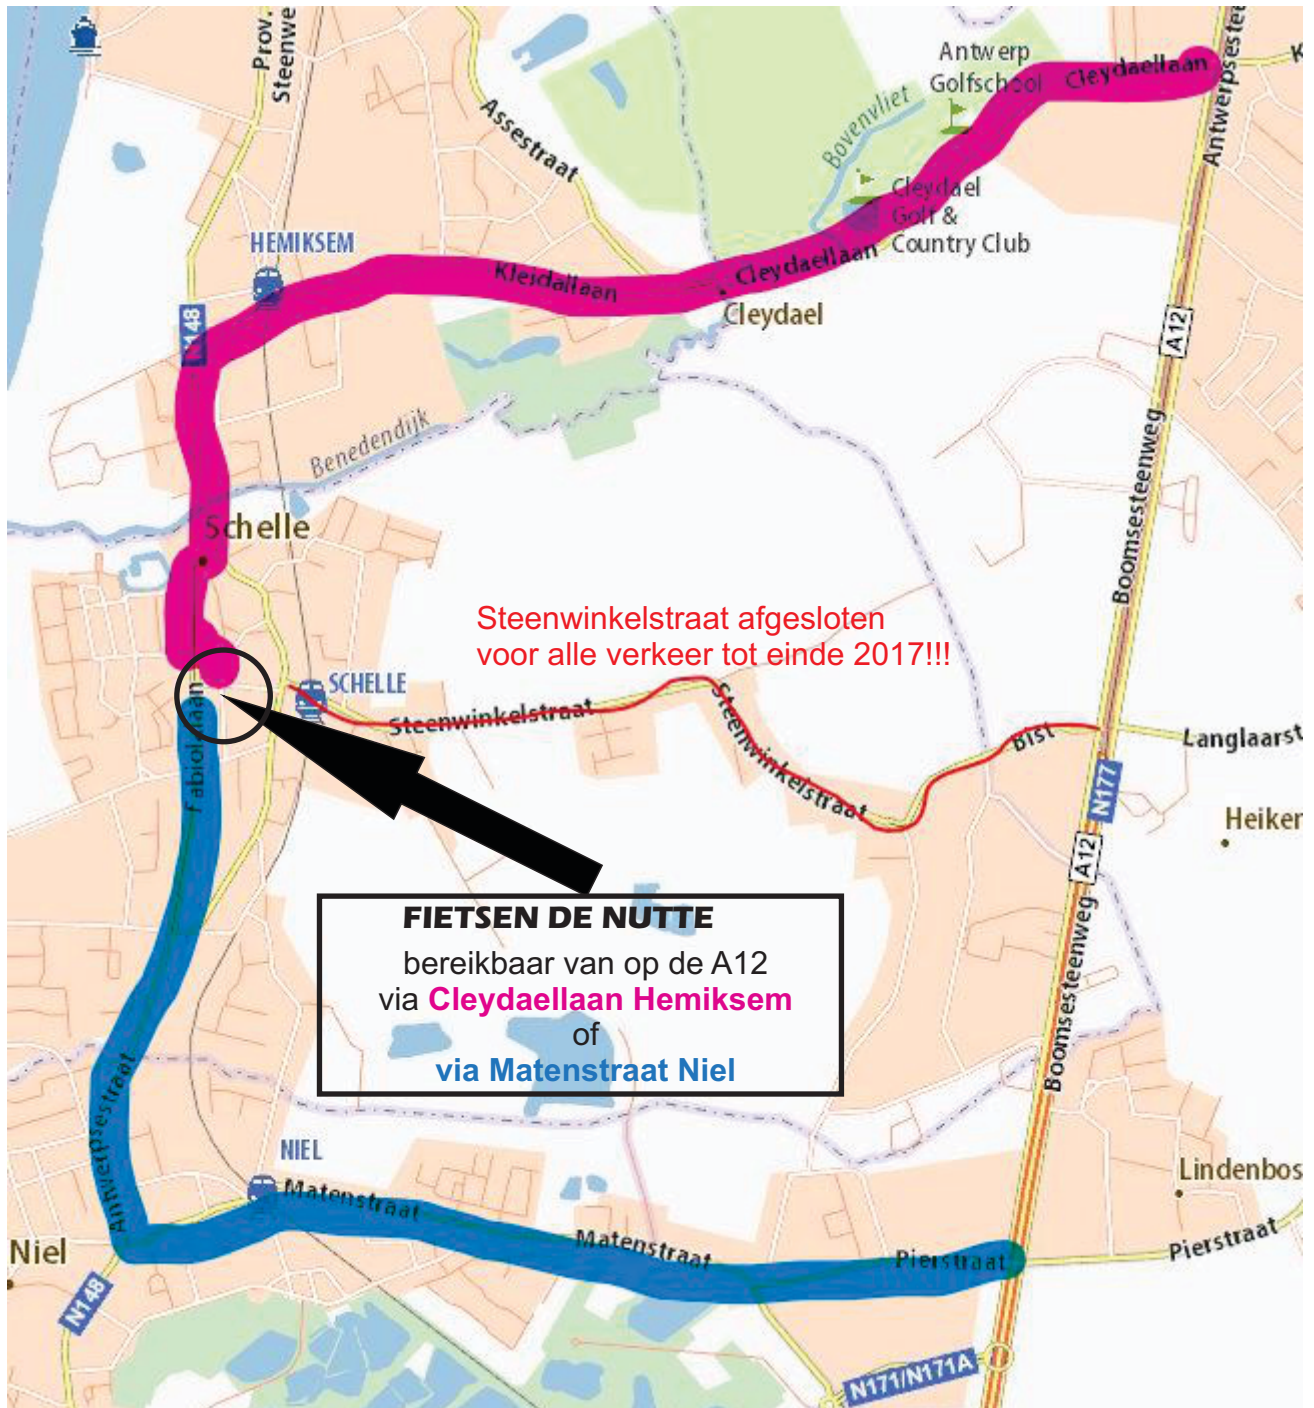 Prov.
Steenwe
Antwerp
Golfschool
Cleydaellaan
Antwerpsestee
K
Assestraat
Bovenvliet
Cleydael
Golf &
Country Club
HEMIKSEM
Kleidallaan
Cleydaellaan
Cleydael
N148
A12
Benedendijk
Boomsesteenweg
Schelle
Steenwinkelstraat afgesloten
voor alle verkeer tot einde 2017!!!
SCHELLE
Steenwinkelstraat
Steenwinkelstraat
Bist
Langlaarst
Fabiolalaan
N177
Heiker
A12
FIETSEN DE NUTTE
bereikbaar van op de A12
via Cleydaellaan Hemiksem
of
via Matenstraat Niel
Boomsesteenweg
Antwerpsestraat
NIEL
Matenstraat
Matenstraat
Pierstraat
Lindenbos
Pierstraat
Niel
N148
N171/N171A